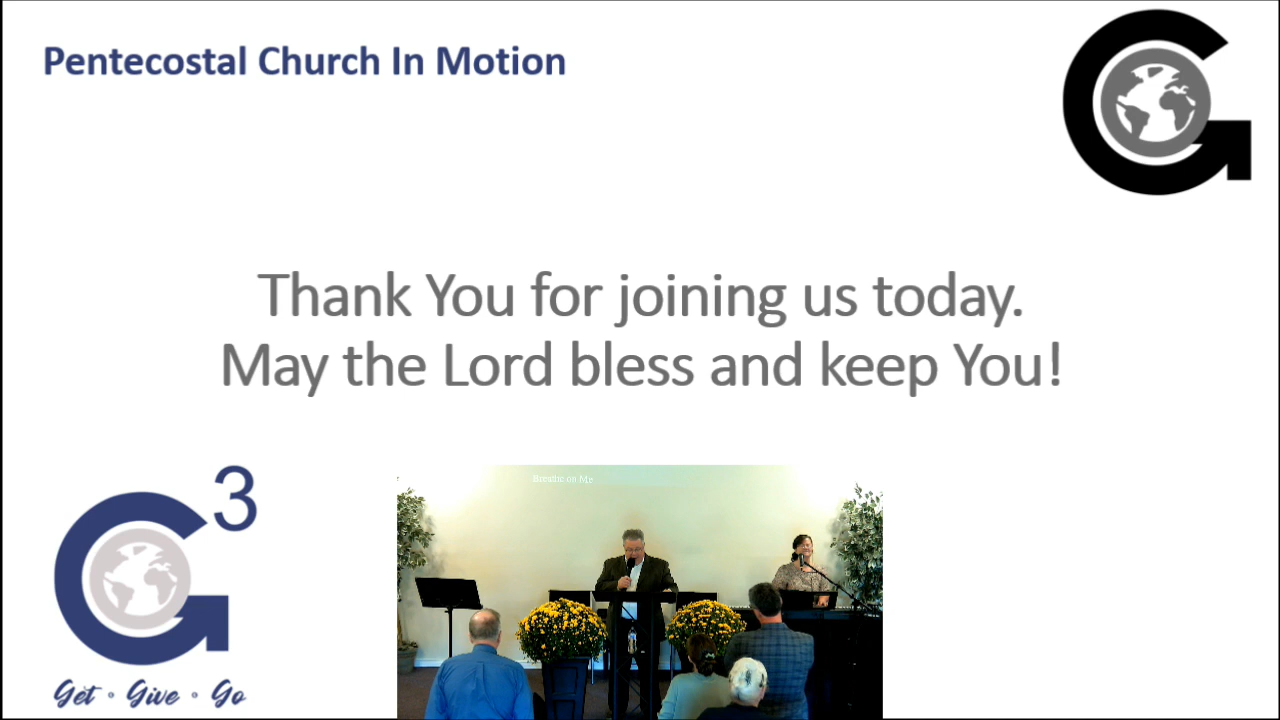 Pentecostal Church In Motion
Thank You for joining us today.
May the Lord bless and keep You!
G3
Get • Give • Go
Breathe on Me